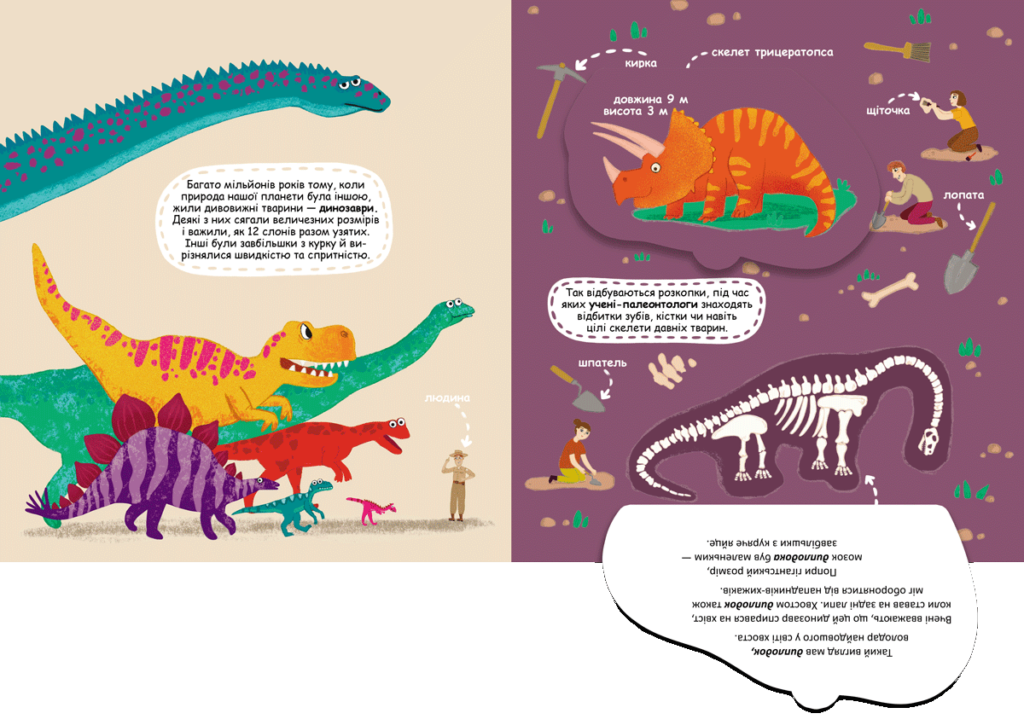 Багато мільйонів років тому, коли
природа нашої планети була іншою,
жили дивовижні тварини — динозаври.
Деякі з них сягали величезних розмірів
і важили, як 12 слонів разом узятих.
Інші були завбільшки з курку й ви-
різнялися швидкістю та спритністю.
людина
кирка
скелет трицератопса
довжина 9 м
висота 3 м
щіточка
лопата
Так відбуваються розкопки, під час
яких учені-палеонтологи знаходять
відбитки зубів, кістки чи навіть
цілі скелети давніх тварин.
шпатель
Такий вигляд мав диплодок,
володар найдовшого у світі хвоста.
Вчені вважають, що цей динозавр спирався на хвіст,
коли ставав на задні лапи. Хвостом диплодок також
міг оборонятися від нападників-хижаків.
Попри гігантський розмір,
мозок диплодока був маленьким —
завбільшки з куряче яйце.